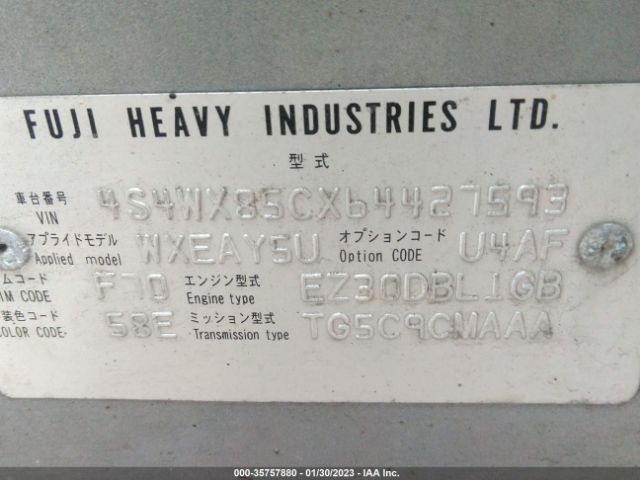 FUJI HEAVY INDUSTRIES LTD.
型式
車台番号 VIN 4S4WX85CX64427593
アプライドモデル Applied model WXEAY5U オプションコード Option CODE U4AF
ムコード IM CODE F70 エンジン型式 Engine type EZ30DBL1GB
装色コード COLOR CODE 58E ミッション型式 Transmission type TG5C9CMAAA
000-35757880 - 01/30/2023 - IAA Inc.